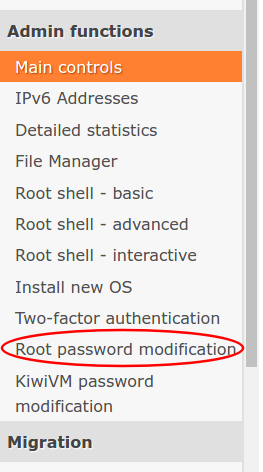 Admin functions
Main controls
IPv6 Addresses
Detailed statistics
File Manager
Root shell - basic
Root shell - advanced
Root shell - interactive
Install new OS
Two-factor authentication
Root password modification
KiwiVM password
modification
Migration